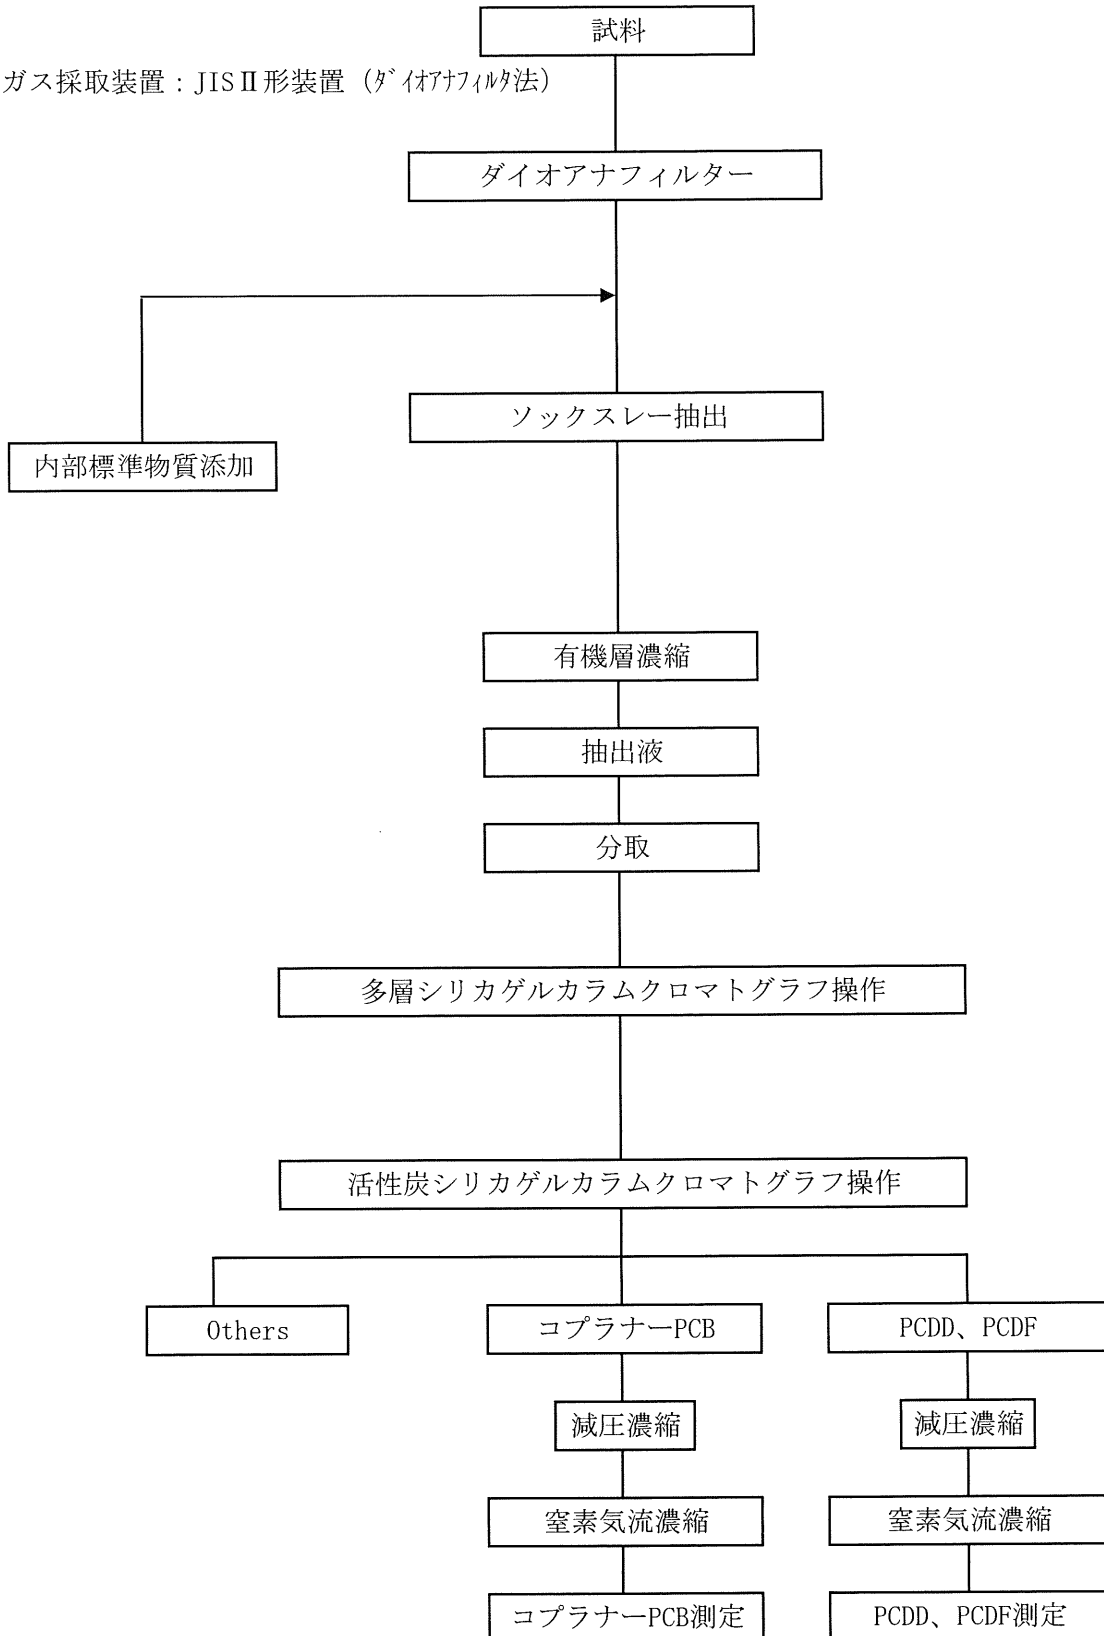 試料
ガス採取装置：JISⅡ形装置（ﾀﾞｲｵｱﾅﾌｨﾙﾀ法）
ダイオアナフィルター
ソックスレー抽出
内部標準物質添加
有機層濃縮
抽出液
分取
多層シリカゲルカラムクロマトグラフ操作
活性炭シリカゲルカラムクロマトグラフ操作
Others
コプラナーPCB
PCDD、PCDF
減圧濃縮
減圧濃縮
窒素気流濃縮
窒素気流濃縮
コプラナーPCB測定
PCDD、PCDF測定